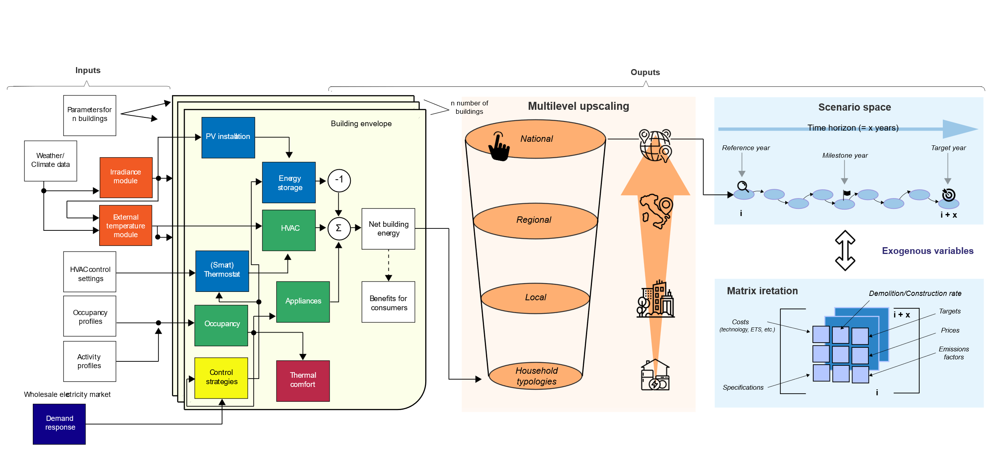 Inputs
Ouputs
Parameters for
n buildings
Weather/
Climate data
Irradiance
module
External
temperature
module
HVAC control
settings
Occupancy
profiles
Activity
profiles
Wholesale electricity market
Demand
response
n number of
buildings
Building envelope
PV installation
Energy
storage
-1
HVAC
Σ
Net building
energy
(Smart)
Thermostat
Appliances
Benefits for
consumers
Occupancy
Control
strategies
Thermal
comfort
Multilevel upscaling
National
Regional
Local
Household
typologies
Scenario space
Time horizon (= x years)
Reference year
Milestone year
Target year
i
i + x
Exogenous variables
Matrix iretation
Demolition/Construction rate
i + x
Targets
Costs
(technology, ETS, etc.)
Prices
Emissions
factors
Specifications
i